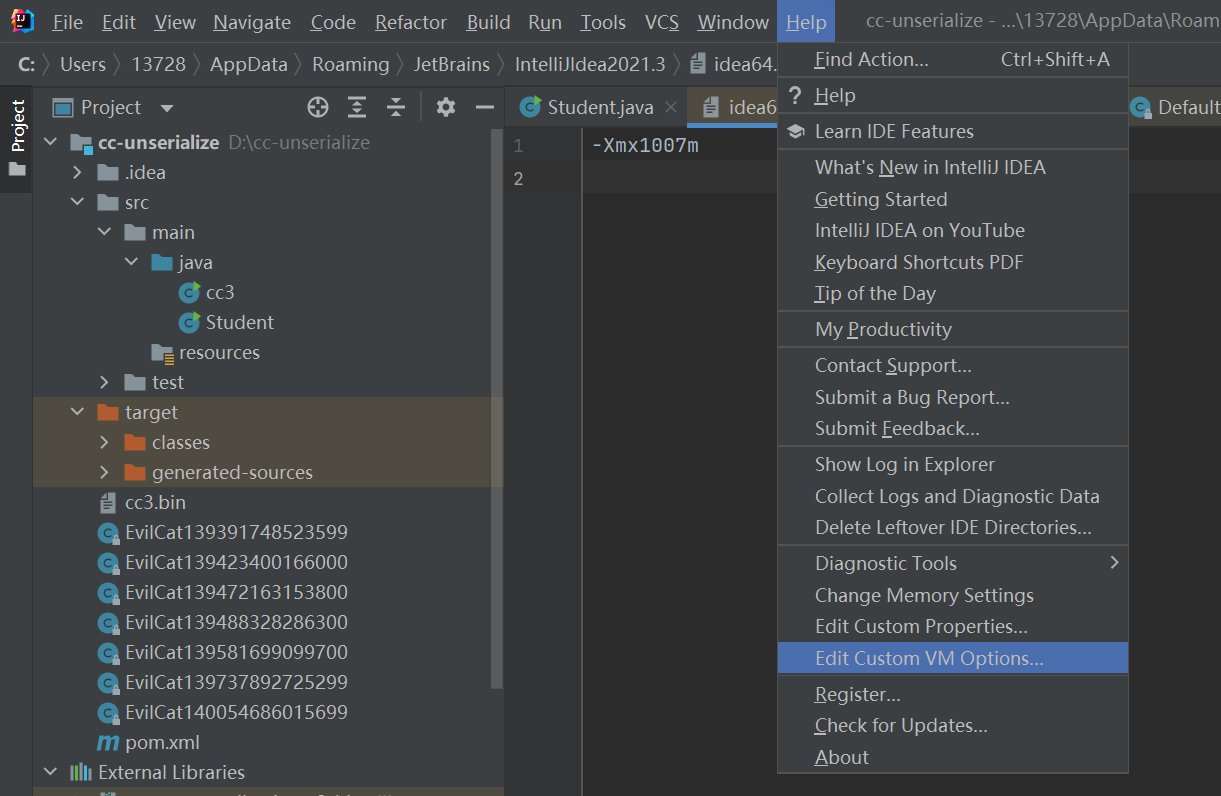 File Edit View Navigate Code Refactor Build Run Tools VCS Window Help cc-unserialize - ...\13728\AppData\Roam
C: Users 13728 AppData Roaming JetBrains IntelliJIdea2021.3 idea64.
Project
Project
Student.java
idea6
Default
cc-unserialize D:\cc-unserialize
.idea
src
main
java
cc3
Student
resources
test
target
classes
generated-sources
cc3.bin
EvilCat139391748523599
EvilCat139423400166000
EvilCat139472163153800
EvilCat139488328286300
EvilCat139581699099700
EvilCat139737892725299
EvilCat140054686015699
pom.xml
External Libraries
1 -Xmx1007m
2
Find Action... Ctrl+Shift+A
? Help
Learn IDE Features
What's New in IntelliJ IDEA
Getting Started
IntelliJ IDEA on YouTube
Keyboard Shortcuts PDF
Tip of the Day
My Productivity
Contact Support...
Submit a Bug Report...
Submit Feedback...
Show Log in Explorer
Collect Logs and Diagnostic Data
Delete Leftover IDE Directories...
Diagnostic Tools
Change Memory Settings
Edit Custom Properties...
Edit Custom VM Options...
Register...
Check for Updates...
About